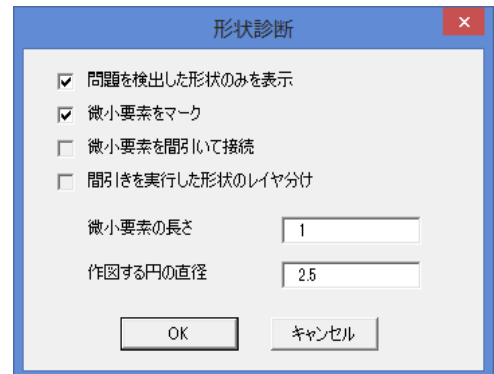 形状診断
問題を検出した形状のみを表示
微小要素をマーク
微小要素を間引いて接続
間引きを実行した形状のレイヤ分け
微小要素の長さ 1
作図する円の直径 2.5
OK キャンセル